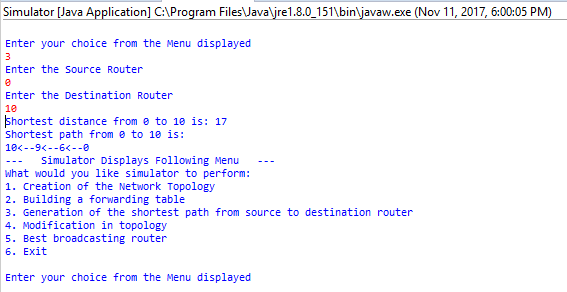 Simulator [Java Application] C:\Program Files\Java\jre1.8.0_151\bin\javaw.exe (Nov 11, 2017, 6:00:05 PM)
Enter your choice from the Menu displayed
3
Enter the Source Router
0
Enter the Destination Router
10
Shortest distance from 0 to 10 is: 17
Shortest path from 0 to 10 is:
10<--9<--6<--0
---   Simulator Displays Following Menu   ---
What would you like simulator to perform:
1. Creation of the Network Topology
2. Building a forwarding table
3. Generation of the shortest path from source to destination router
4. Modification in topology
5. Best broadcasting router
6. Exit
Enter your choice from the Menu displayed